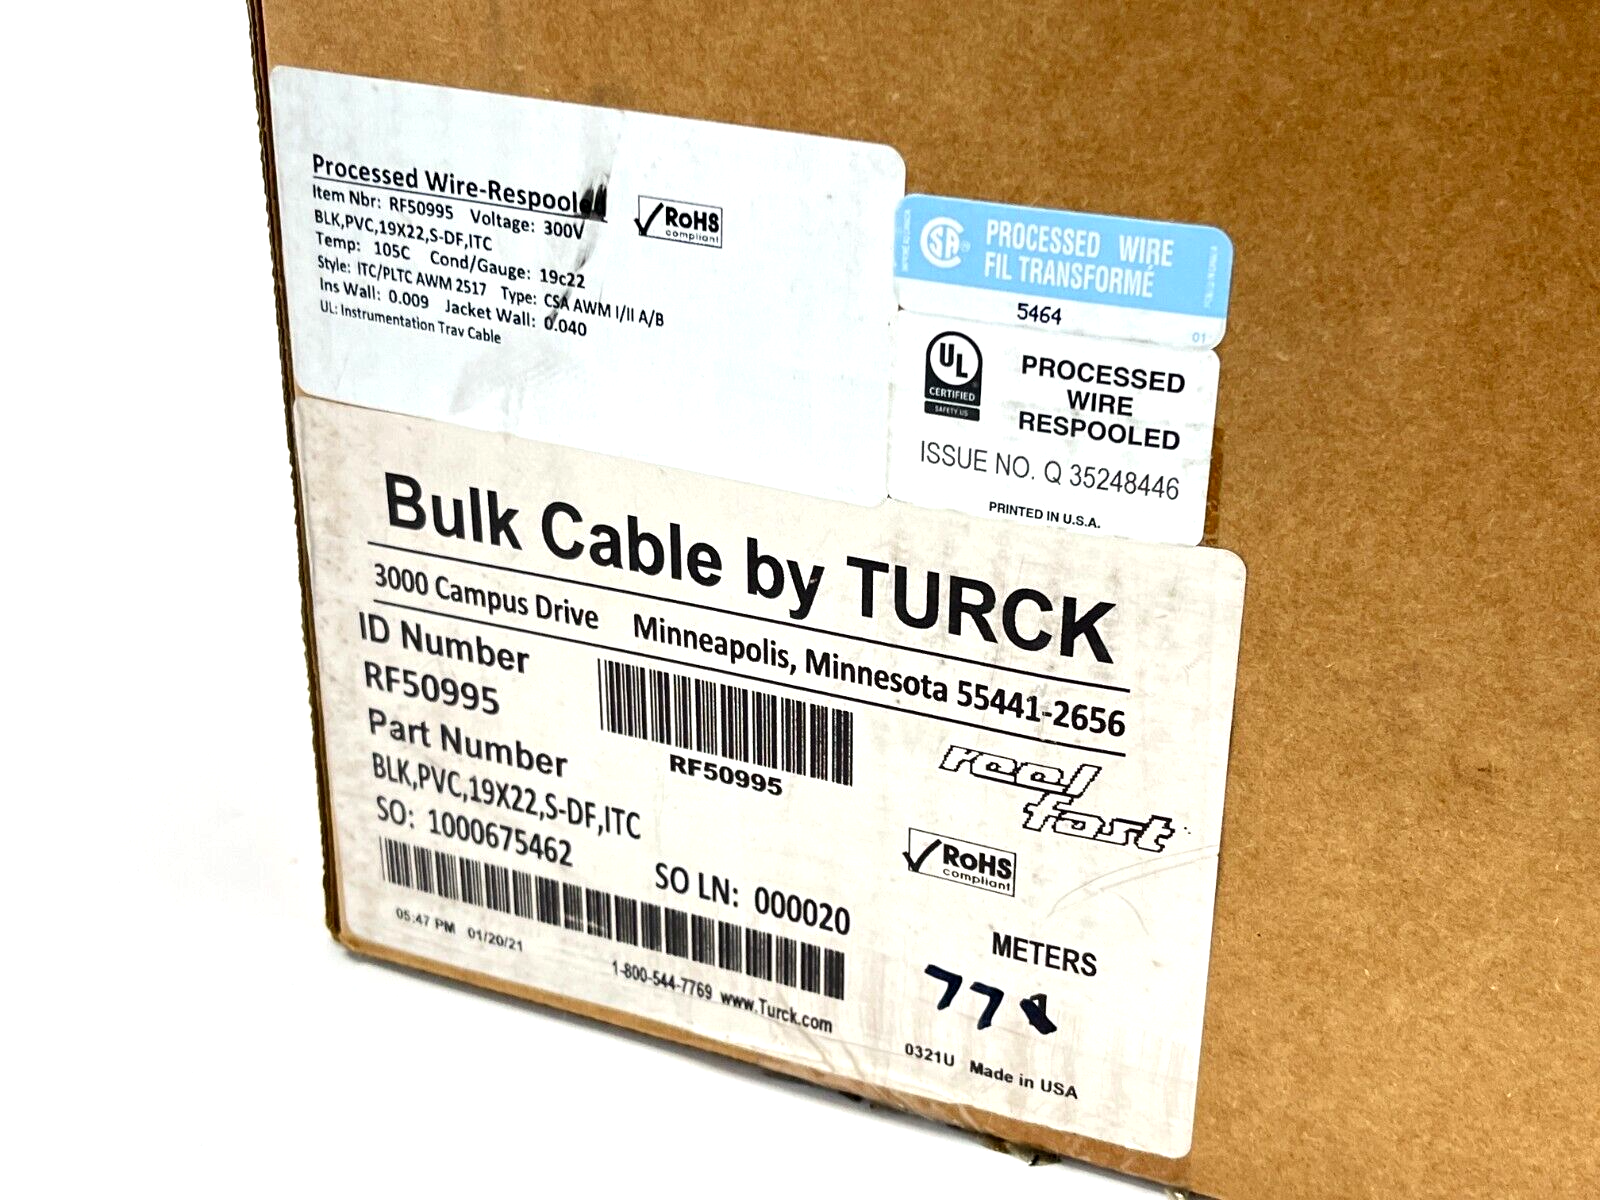 Processed Wire-Respooled
Item Nbr: RF50995 Voltage: 300V
BLK,PVC,19X22,S-DF,ITC
Temp: 105C Cond/Gauge: 19c22
Style: ITC/PLTC AWM 2517 Type: CSA AWM I/II A/B
Ins Wall: 0.009 Jacket Wall: 0.040
UL: Instrumentation Trav Cable
RoHS
compliant
PROCESSED WIRE
FIL TRANSFORMÉ
5464
01
UL
CERTIFIED
SAFETY US
PROCESSED
WIRE
RESPOOLED
ISSUE NO. Q 35248446
PRINTED IN U.S.A.
Bulk Cable by TURCK
3000 Campus Drive Minneapolis, Minnesota 55441-2656
ID Number
RF50995
RF50995
Part Number
BLK,PVC,19X22,S-DF,ITC
reel
fast
SO: 1000675462
SO LN: 000020
RoHS
compliant
05:47 PM 01/20/21
1-800-544-7769 www.Turck.com
METERS
77
0321U Made in USA